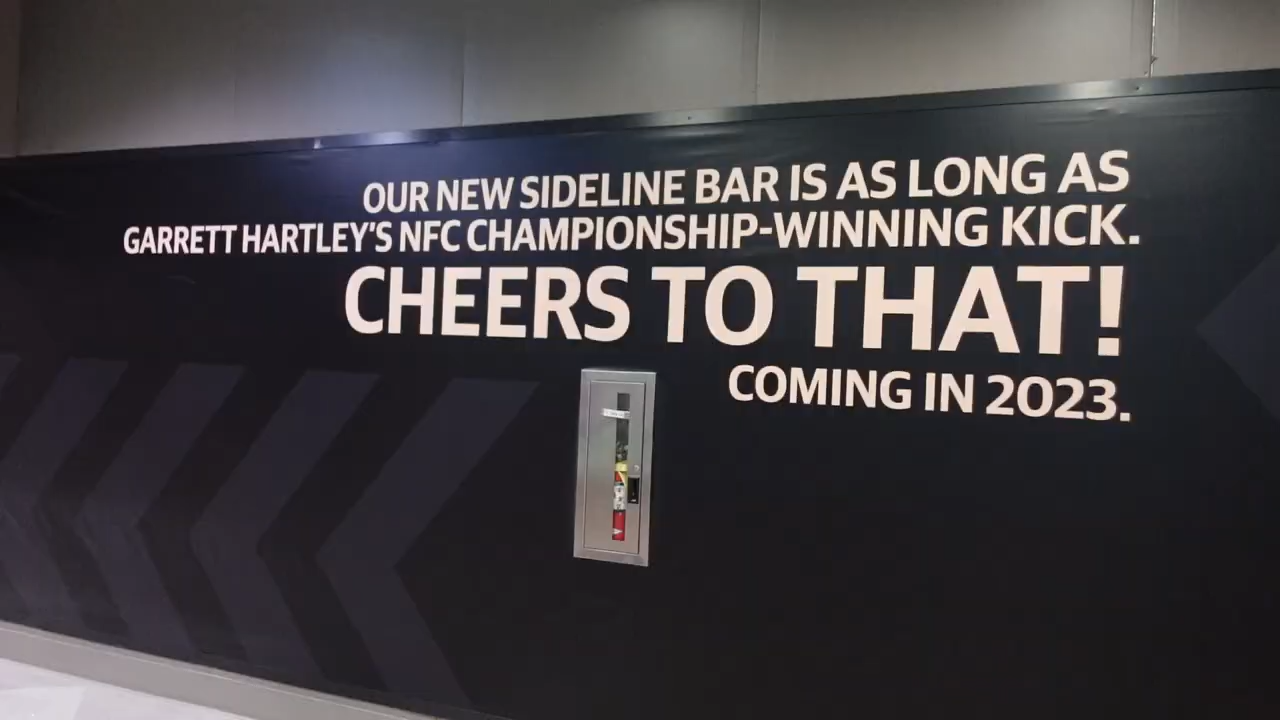 OUR NEW SIDELINE BAR IS AS LONG AS
GARRETT HARTLEY'S NFC CHAMPIONSHIP-WINNING KICK.
CHEERS TO THAT!
COMING IN 2023.